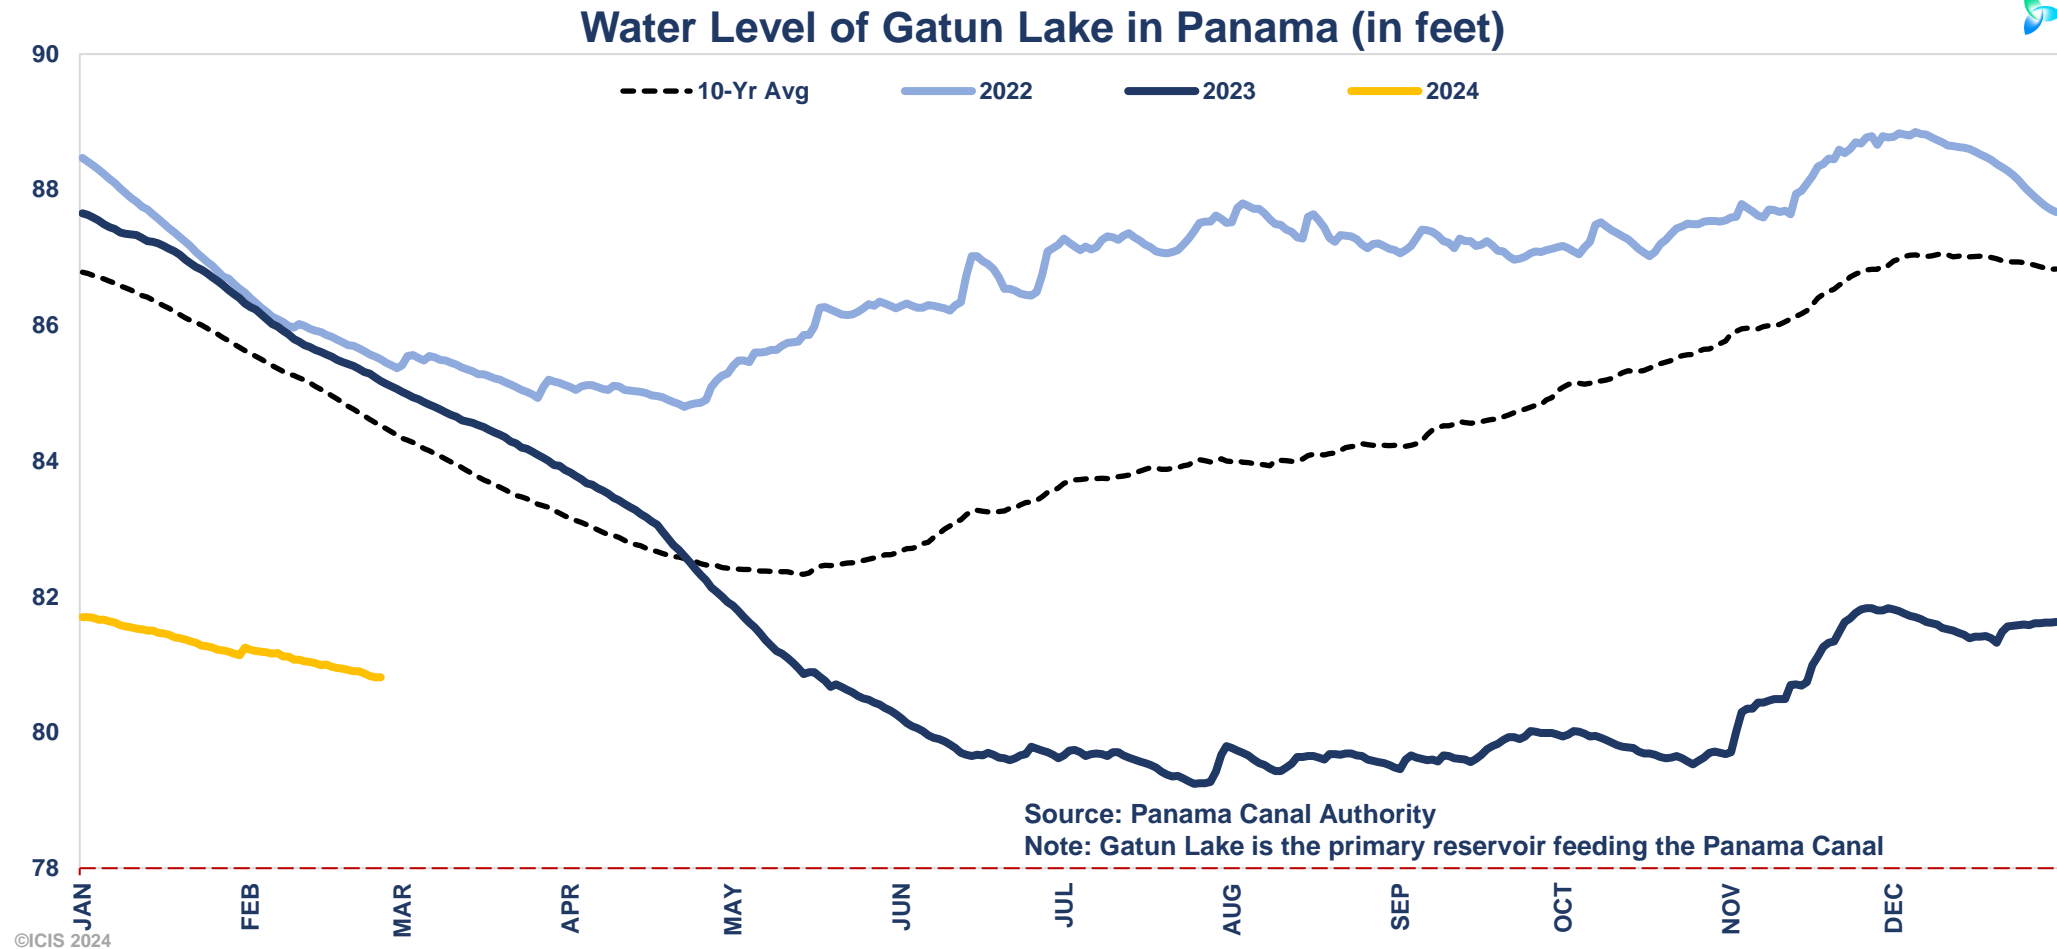 Water Level of Gatun Lake in Panama (in feet)
10-Yr Avg 2022 2023 2024
90
88
86
84
82
80
78
Source: Panama Canal Authority
Note: Gatun Lake is the primary reservoir feeding the Panama Canal
JAN FEB MAR APR MAY JUN JUL AUG SEP OCT NOV DEC
©ICIS 2024